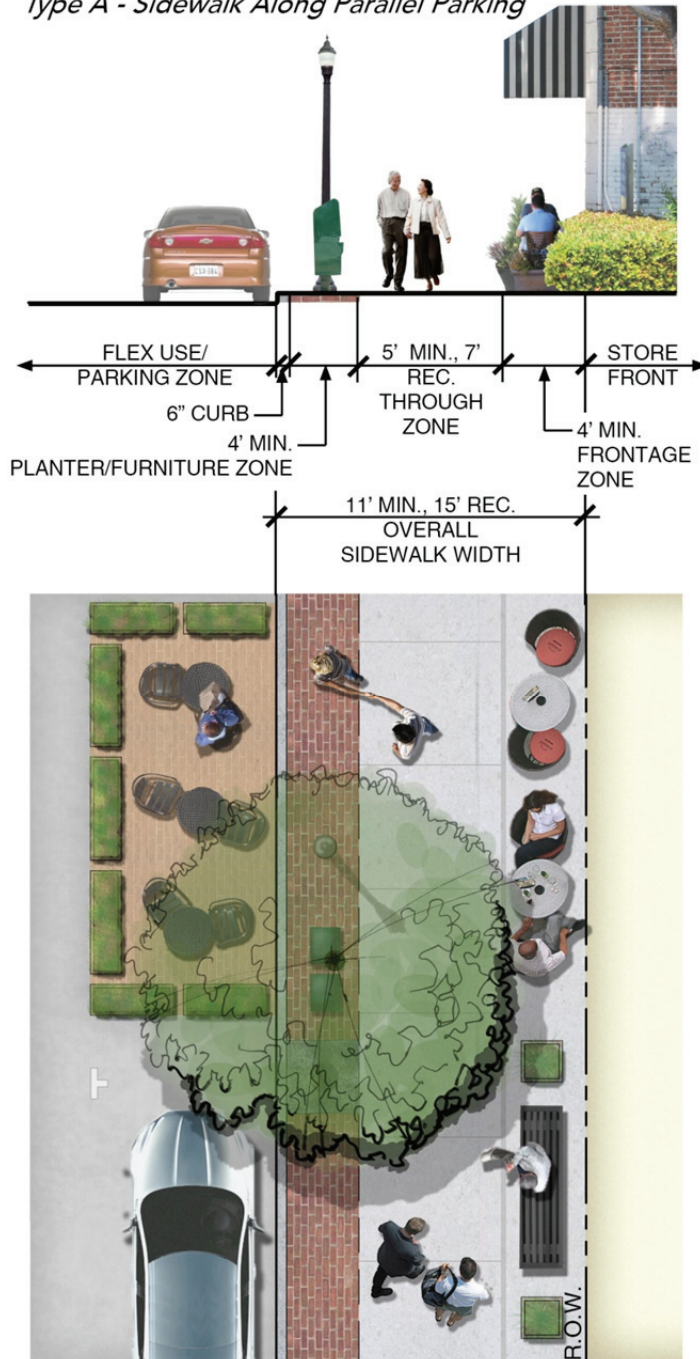 Type A - Sidewalk Along Parallel Parking
FLEX USE/
PARKING ZONE
5' MIN., 7'
REC.
THROUGH
ZONE
STORE
FRONT
6" CURB
4' MIN.
PLANTER/FURNITURE ZONE
4' MIN.
FRONTAGE
ZONE
11' MIN., 15' REC.
OVERALL
SIDEWALK WIDTH
T
R.O.W.